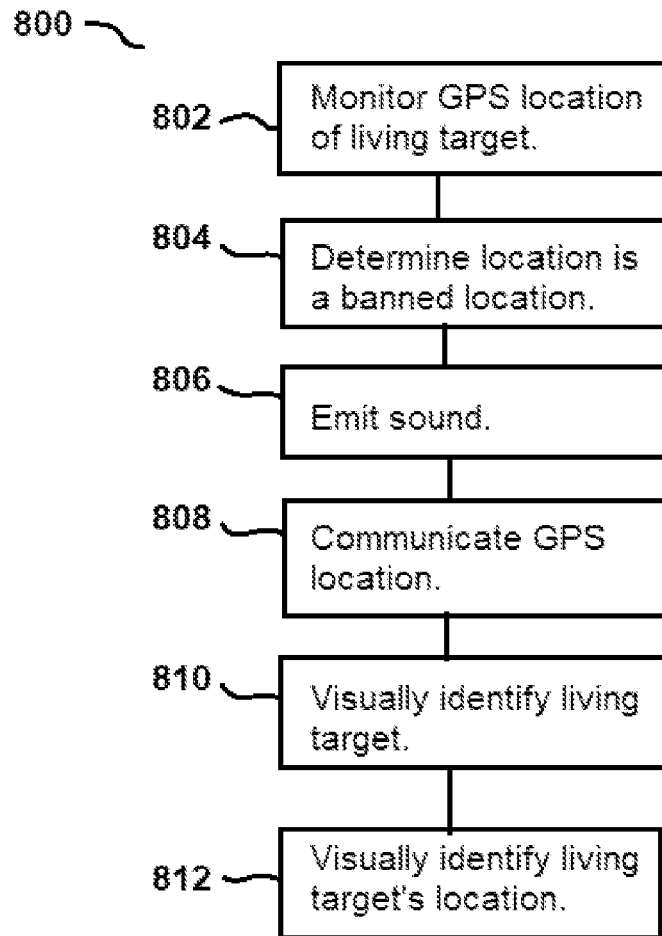 800
802
Monitor GPS location
of living target.
804
Determine location is
a banned location.
806
Emit sound.
808
Communicate GPS
location.
810
Visually identify living
target.
812
Visually identify living
target's location.